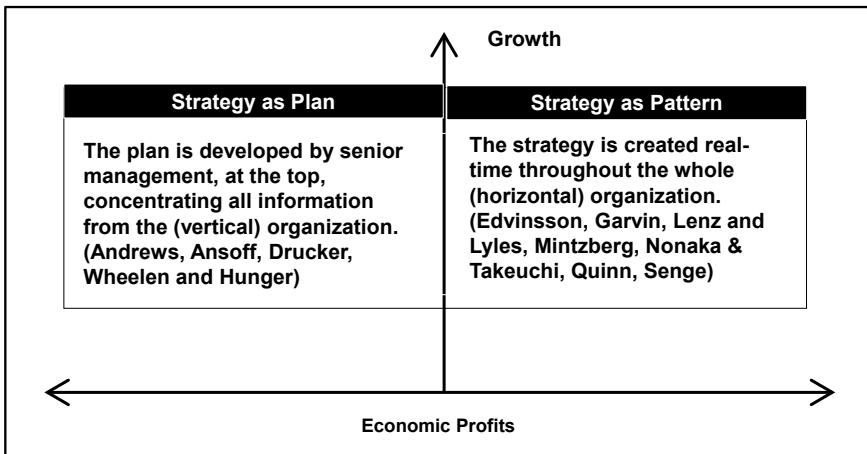 Growth
Strategy as Plan
The plan is developed by senior
management, at the top,
concentrating all information
from the (vertical) organization.
(Andrews, Ansoff, Drucker,
Wheelen and Hunger)
Strategy as Pattern
The strategy is created real-
time throughout the whole
(horizontal) organization.
(Edvinsson, Garvin, Lenz and
Lyles, Mintzberg, Nonaka &
Takeuchi, Quinn, Senge)
Economic Profits